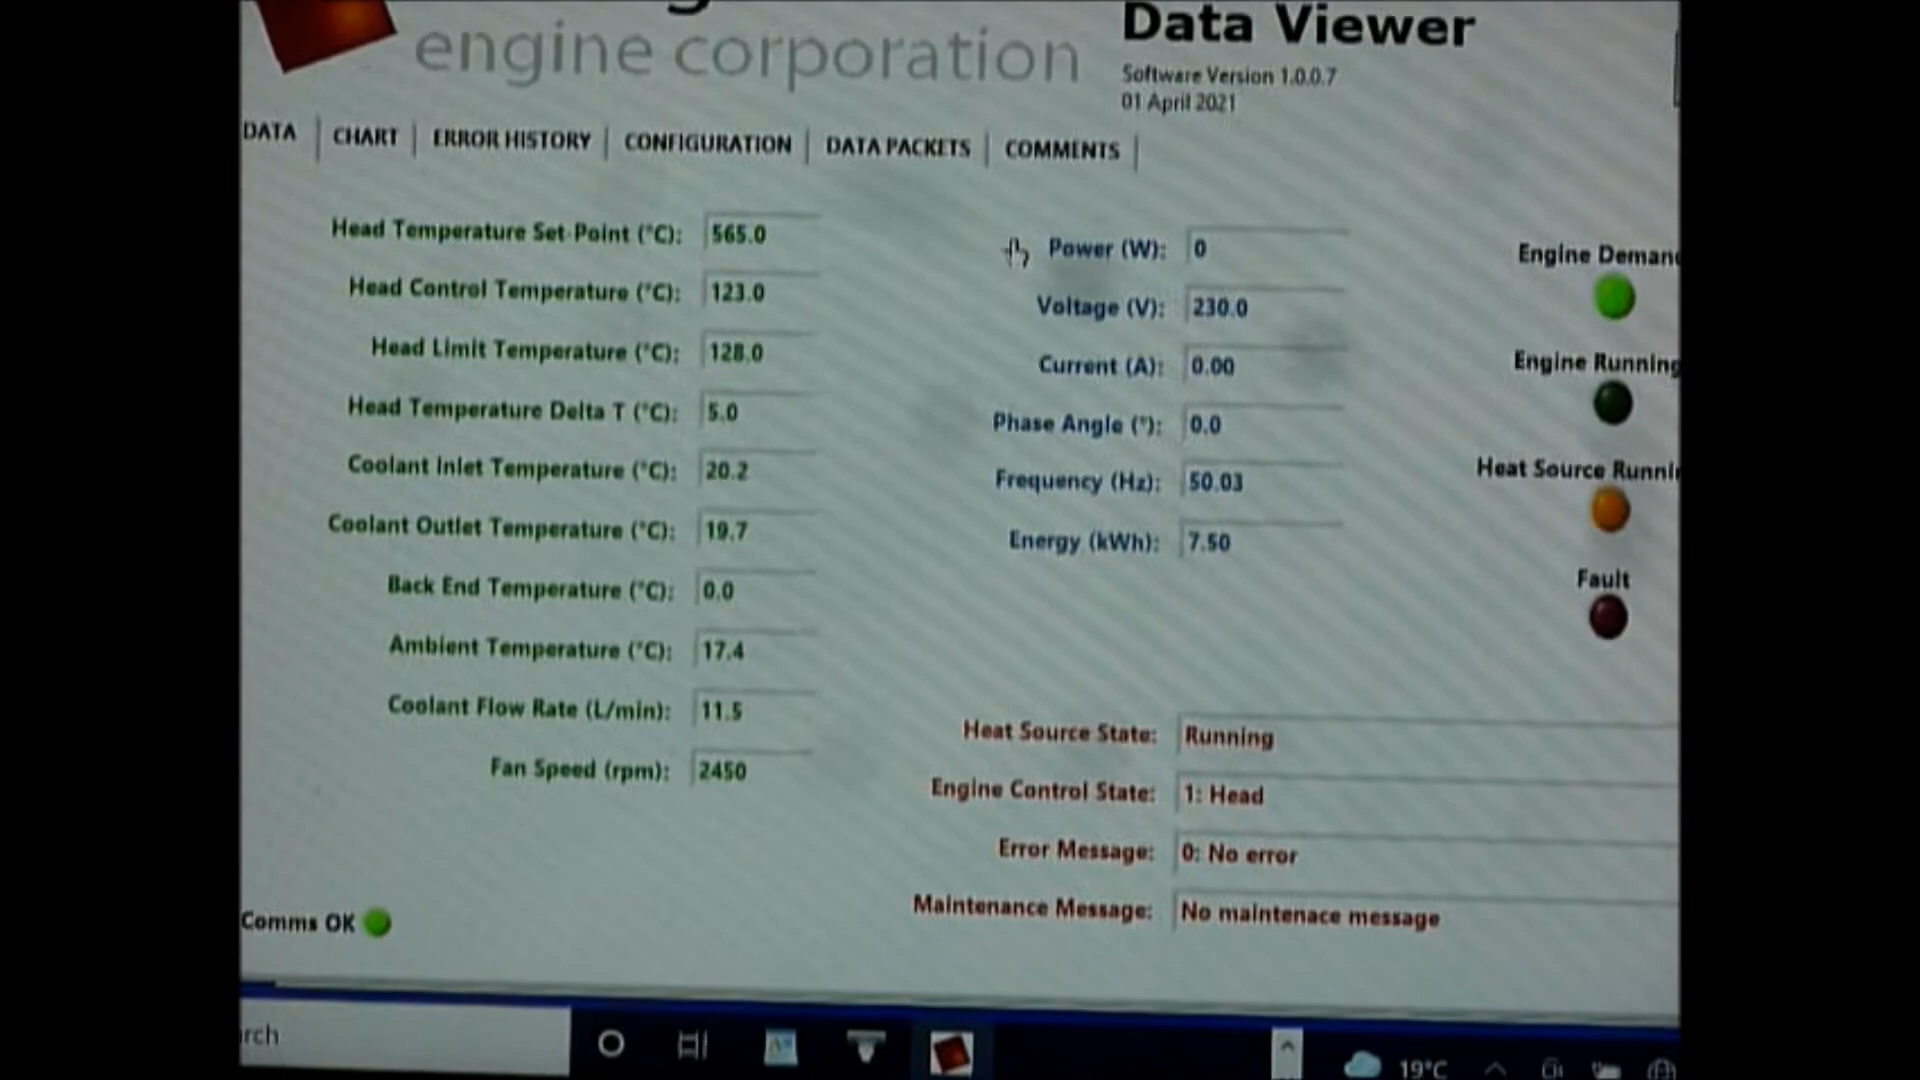 engine corporation
Data Viewer
Software Version 1.0.0.7
01 April 2021
DATA CHART ERROR HISTORY CONFIGURATION DATA PACKETS COMMENTS
Head Temperature Set Point (°C): 565.0
Head Control Temperature (°C): 123.0
Head Limit Temperature (°C): 128.0
Head Temperature Delta T (°C): 5.0
Coolant Inlet Temperature (°C): 20.2
Coolant Outlet Temperature (°C): 19.7
Back End Temperature (°C): 0.0
Ambient Temperature (°C): 17.4
Coolant Flow Rate (L/min): 11.5
Fan Speed (rpm): 2450
Power (W): 0
Voltage (V): 230.0
Current (A): 0.00
Phase Angle (°): 0.0
Frequency (Hz): 50.03
Energy (kWh): 7.50
Engine Deman
Engine Running
Heat Source Runnin
Fault
Heat Source State: Running
Engine Control State: 1: Head
Error Message: 0: No error
Maintenance Message: No maintenace message
Comms OK
rch
19°C